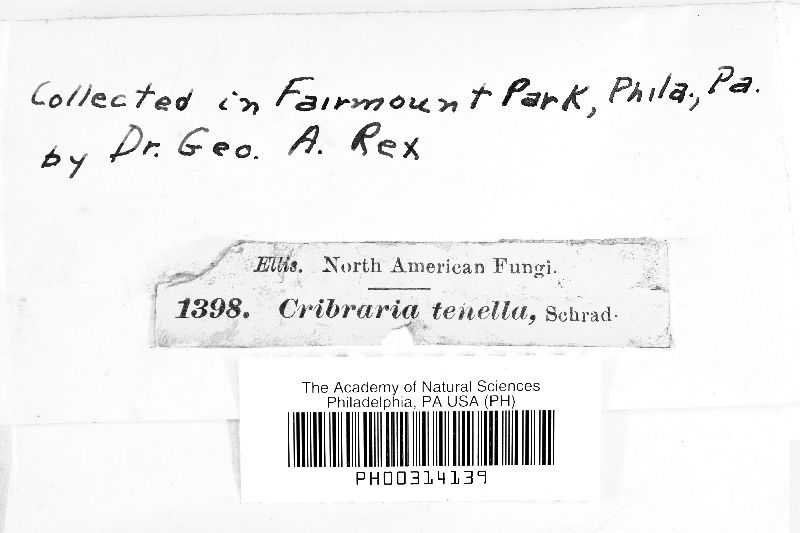 Collected in Fairmount Park, Phila., Pa.
by Dr. Geo. A. Rex
Ellis. North American Fungi.
1398. Cribraria tenella, Schrad.
The Academy of Natural Sciences
Philadelphia, PA USA (PH)
PH00314139